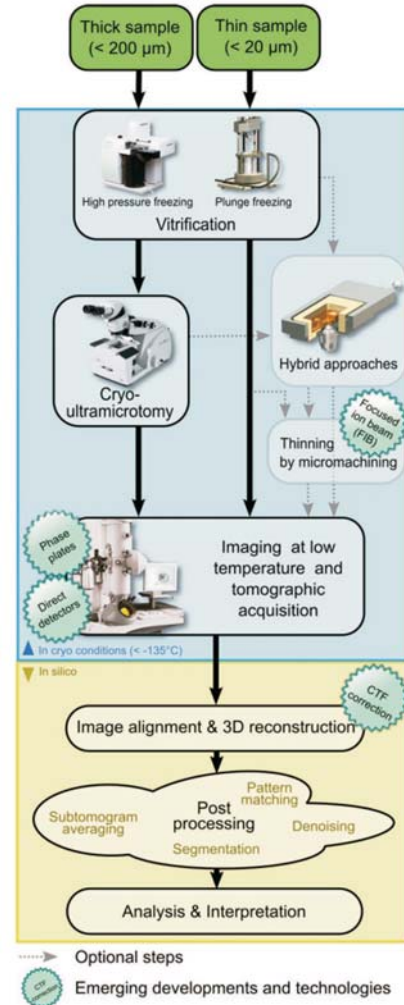 Thick sample
(< 200 µm)
Thin sample
(< 20 µm)
High pressure freezing
Plunge freezing
Vitrification
Cryo-
ultramicrotomy
Hybrid approaches
Focused
ion beam
(FIB)
Thinning
by micromachining
Phase
plates
Direct
detectors
Imaging at low
temperature and
tomographic
acquisition
In cryo conditions (< -135°C)
In silico
CTF
correction
Image alignment & 3D reconstruction
Pattern
matching
Subtomogram
averaging
Post
processing
Denoising
Segmentation
Analysis & Interpretation
Optional steps
CTF
correction
Emerging developments and technologies